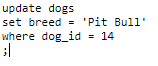 update dogs
set breed = 'Pit Bull'
where dog_id = 14
;